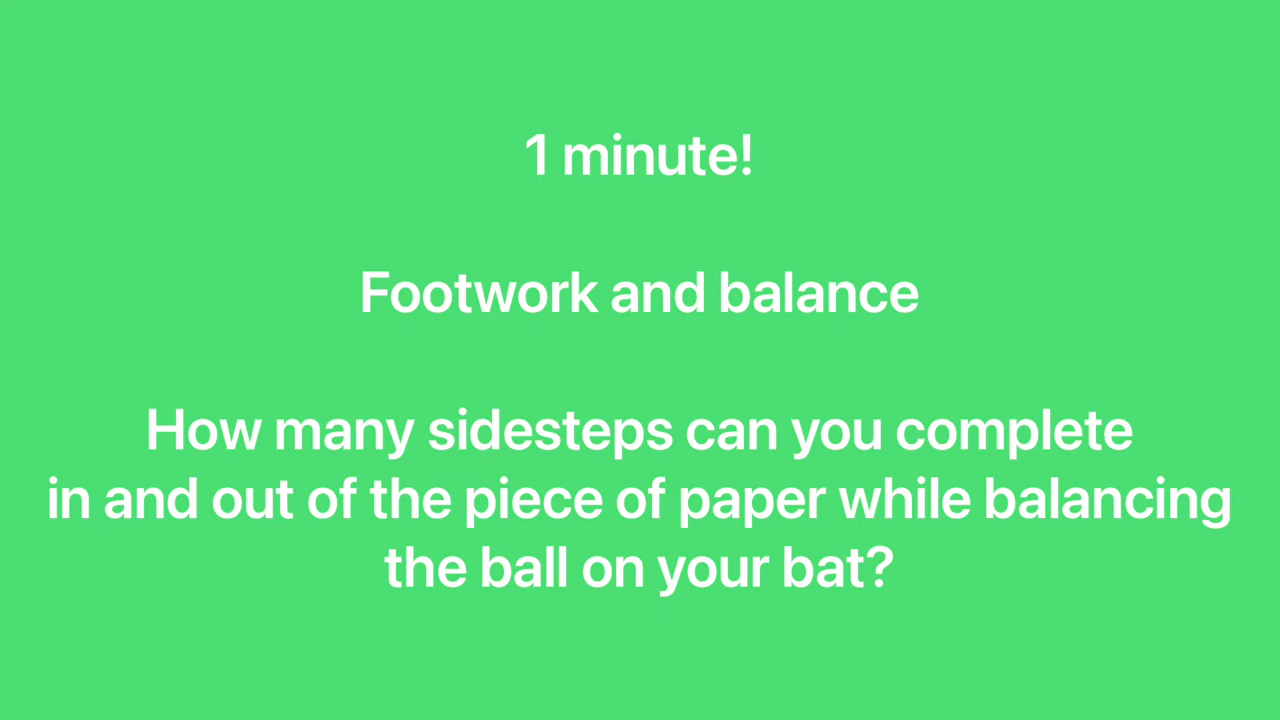 1 minute!
Footwork and balance
How many sidesteps can you complete
in and out of the piece of paper while balancing
the ball on your bat?